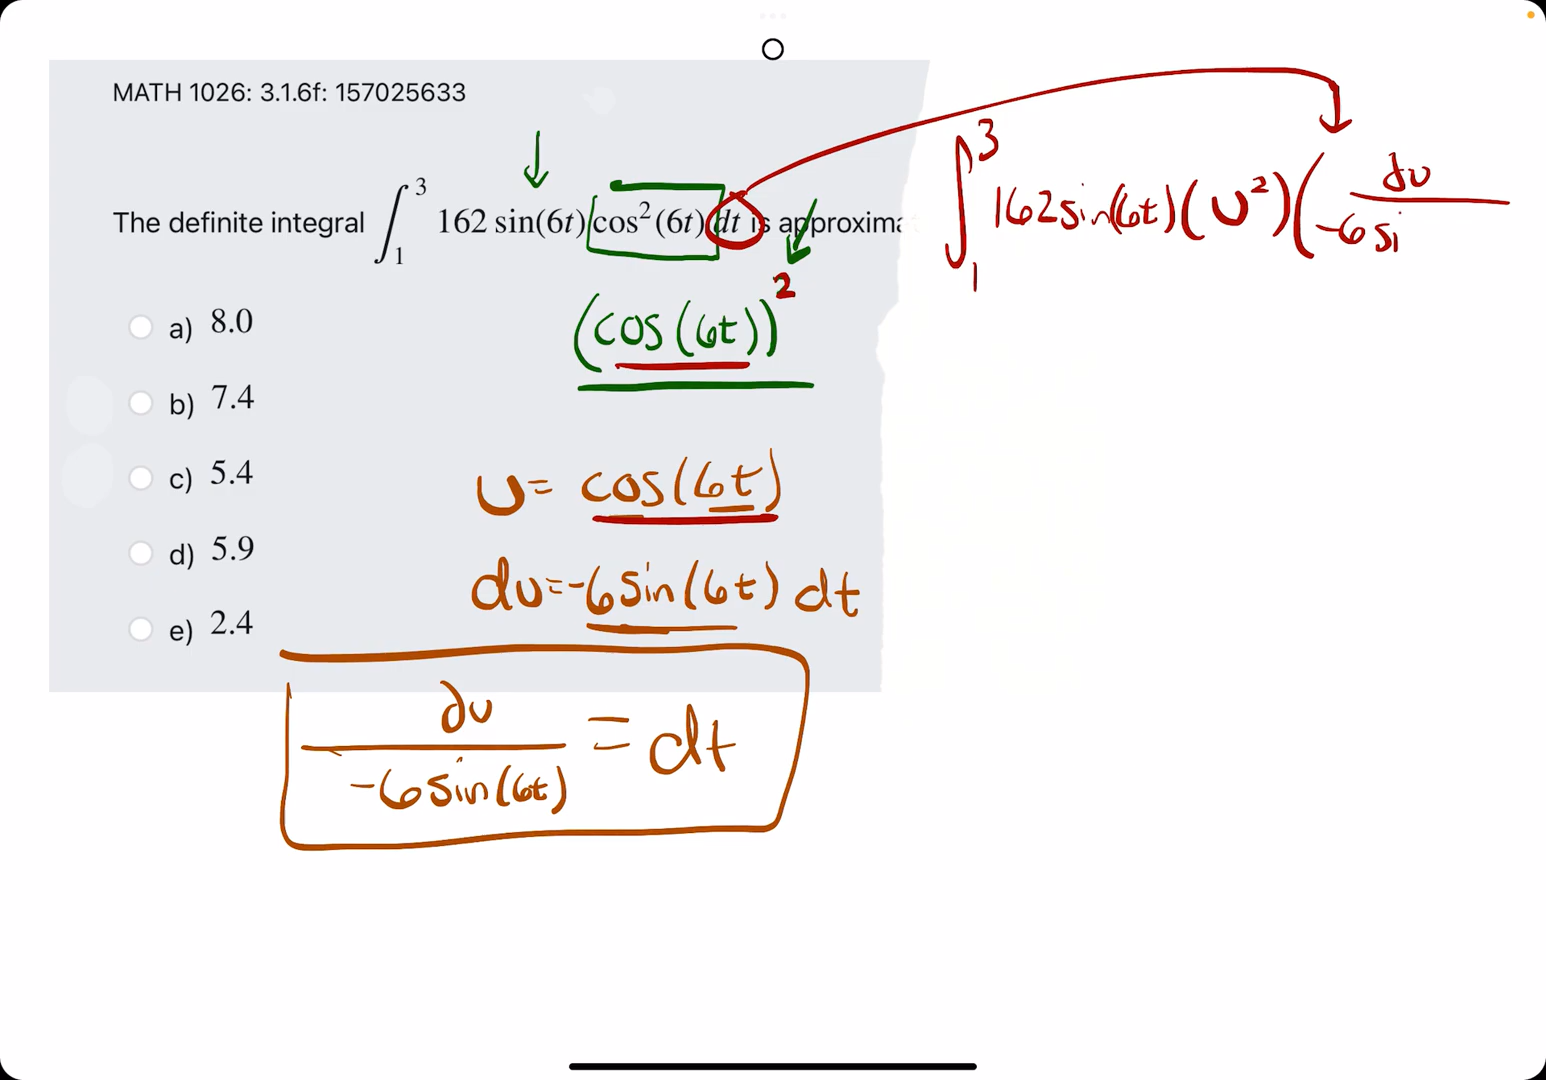 MATH 1026: 3.1.6f: 157025633
The definite integral ∫₁³ 162 sin(6t) cos²(6t) dt is approxima
a) 8.0
b) 7.4
c) 5.4
d) 5.9
e) 2.4
(cos(6t))²
u= cos(6t)
du=-6sin(6t) dt
du/-6sin(6t) = dt
∫₁³ 162sin(6t)(u²)(du/-6si